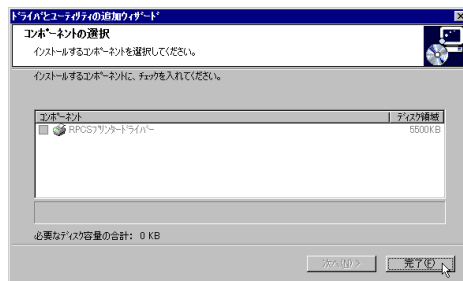 ドライバとユーティリティの追加ウィザード
コンポーネントの選択
インストールするコンポーネントを選択してください。
インストールするコンポーネントに、チェックを入れてください。
コンポーネント ディスク領域
RPCSプリンタードライバー 5500KB
必要なディスク容量の合計: 0 KB
次へ(N) > 完了(F)